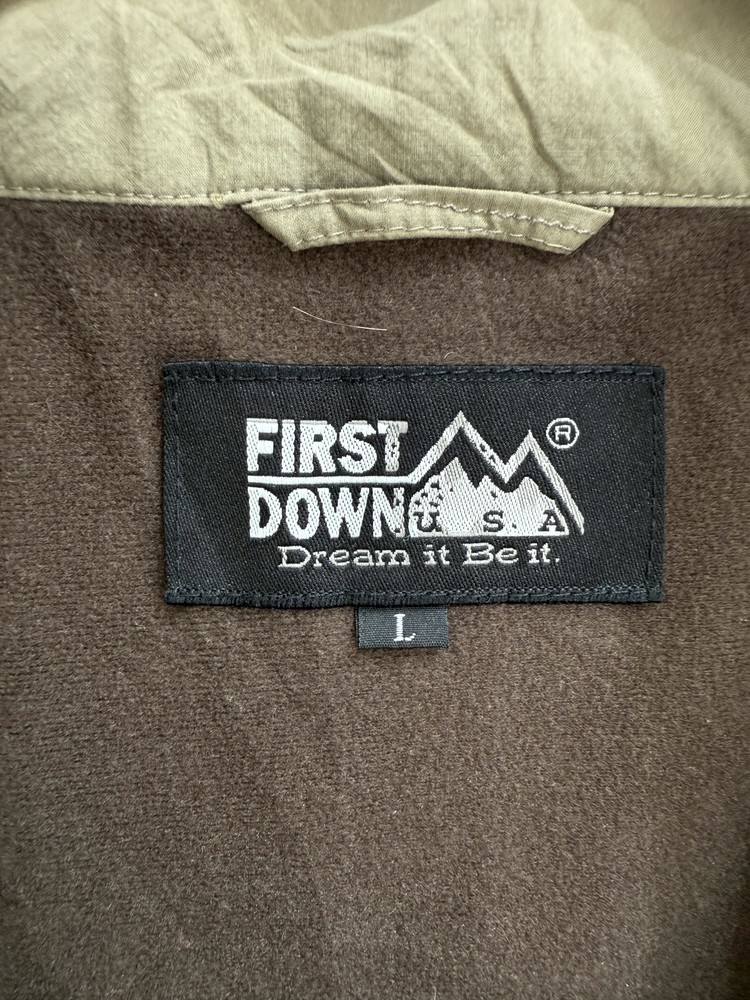 FIRST
DOWN U.S.A ®
Dream it Be it.
L